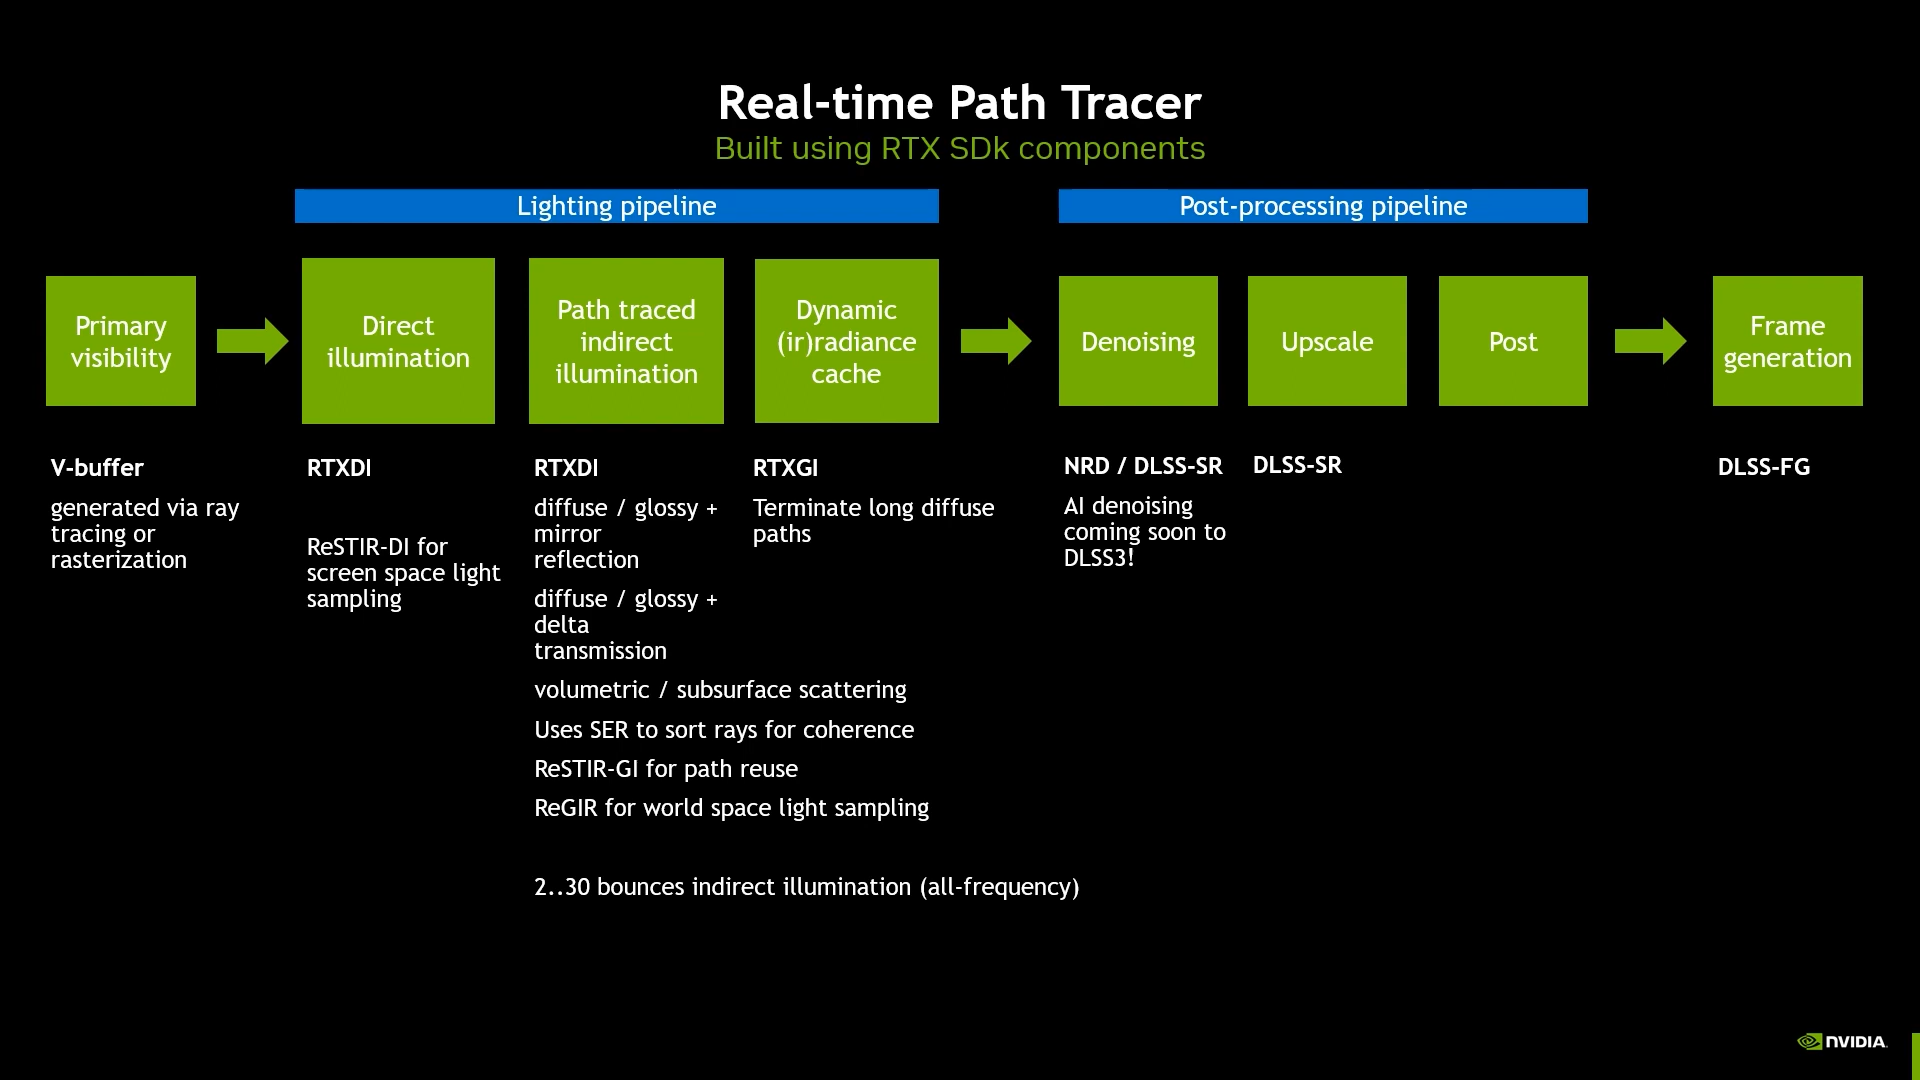 Real-time Path Tracer
Built using RTX SDk components
Lighting pipeline
Post-processing pipeline
Primary
visibility
Direct
illumination
Path traced
indirect
illumination
Dynamic
(ir)radiance
cache
Denoising
Upscale
Post
Frame
generation
V-buffer
generated via ray
tracing or
rasterization
RTXDI
ReSTIR-DI for
screen space light
sampling
RTXDI
diffuse / glossy +
mirror
reflection
diffuse / glossy +
delta
transmission
volumetric / subsurface scattering
Uses SER to sort rays for coherence
ReSTIR-GI for path reuse
ReGIR for world space light sampling
2..30 bounces indirect illumination (all-frequency)
RTXGI
Terminate long diffuse
paths
NRD / DLSS-SR
AI denoising
coming soon to
DLSS3!
DLSS-SR
DLSS-FG
NVIDIA.